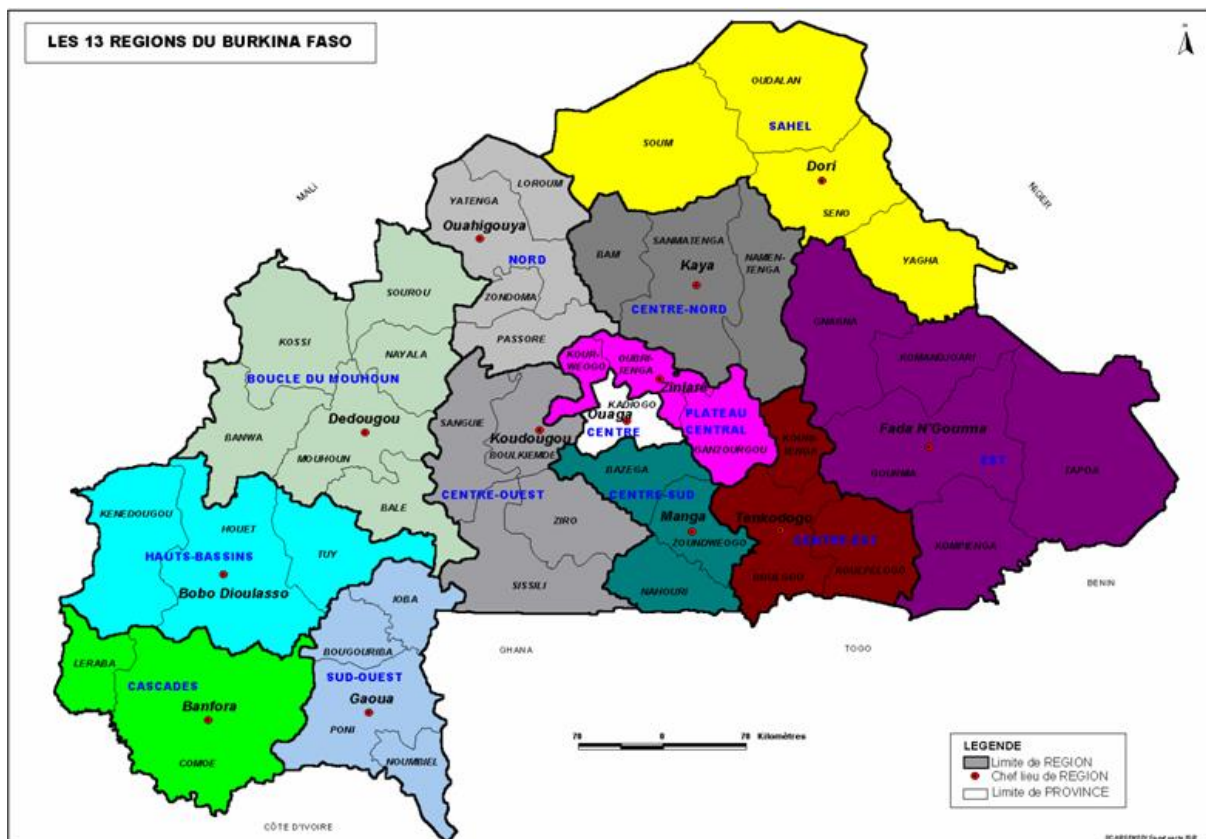 LES 13 REGIONS DU BURKINA FASO
N
OUDALAN
SAHEL
SOUM
Dori
MALI
NIGER
LOROUM
YATENGA
Ouahigouya
SENO
NORD
BAM
SANMATENGA
NAMEN-
TENGA
Kaya
YAGHA
ZONDOMA
CENTRE-NORD
SOUROU
KOSSI
PASSORE
NAYALA
GNAGNA
KOMANDJOARI
KOUR-
WEOGO
OUBRI-
TENGA
BOUCLE DU MOUHOUN
Ziniaré
KADIOGO
Ouaga
PLATEAU
CENTRAL
SANGUIE
Dedougou
Koudougou
CENTRE
BANWA
GANZOURGOU
Fada N'Gourma
EST
BOULKIEMDE
MOUHOUN
BAZEGA
GOURMA
TAPOA
CENTRE-OUEST
CENTRE-SUD
KENEDOUGOU
HOUET
BALE
ZIRO
Manga
Tenkodogo
ZOUNDWEOGO
KOMPIENGA
HAUTS-BASSINS
TUY
Bobo Dioulasso
SISSILI
NAHOURI
BENIN
IOBA
BOUGOURIBA
GHANA
TOGO
LERABA
CASCADES
SUD-OUEST
Banfora
Gaoua
PONI
NOUMBIEL
COMOE
70 0 70 Kilomètres
LEGENDE
Limite de REGION
Chef lieu de REGION
Limite de PROVINCE
CÔTE D'IVOIRE